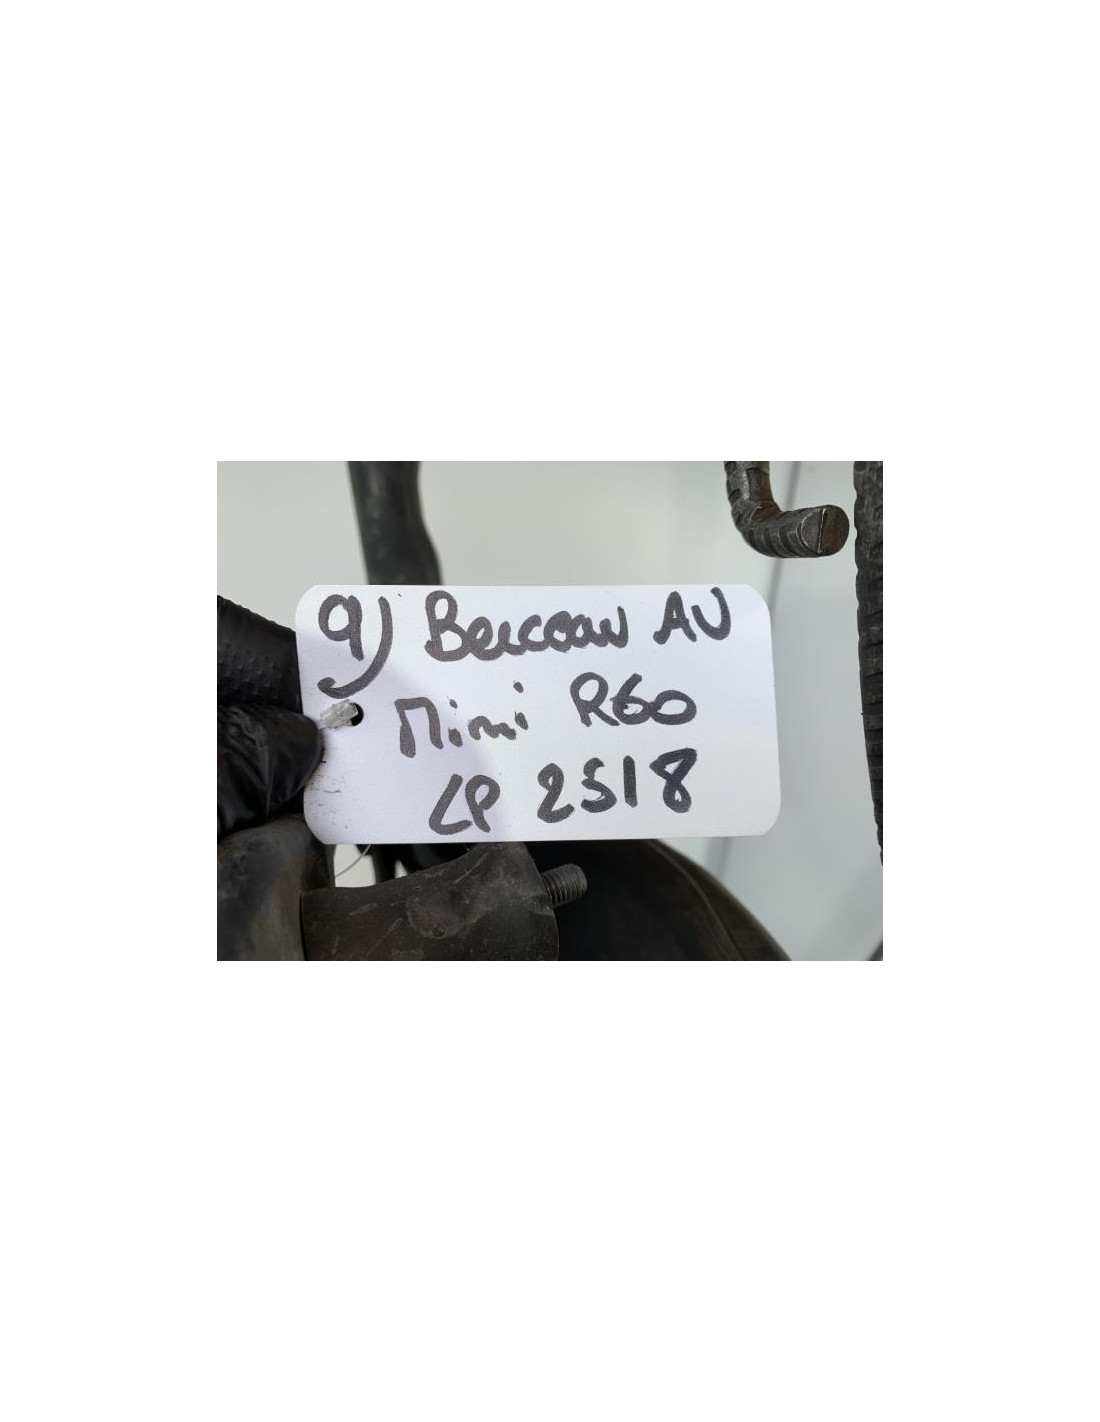 9) Berceau AV
Mini R60
LP 2518